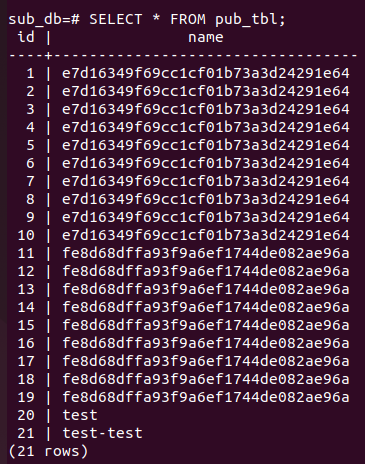 sub_db=# SELECT * FROM pub_tbl;
 id |               name
----+----------------------------------
  1 | e7d16349f69cc1cf01b73a3d24291e64
  2 | e7d16349f69cc1cf01b73a3d24291e64
  3 | e7d16349f69cc1cf01b73a3d24291e64
  4 | e7d16349f69cc1cf01b73a3d24291e64
  5 | e7d16349f69cc1cf01b73a3d24291e64
  6 | e7d16349f69cc1cf01b73a3d24291e64
  7 | e7d16349f69cc1cf01b73a3d24291e64
  8 | e7d16349f69cc1cf01b73a3d24291e64
  9 | e7d16349f69cc1cf01b73a3d24291e64
 10 | e7d16349f69cc1cf01b73a3d24291e64
 11 | fe8d68dffa93f9a6ef1744de082ae96a
 12 | fe8d68dffa93f9a6ef1744de082ae96a
 13 | fe8d68dffa93f9a6ef1744de082ae96a
 14 | fe8d68dffa93f9a6ef1744de082ae96a
 15 | fe8d68dffa93f9a6ef1744de082ae96a
 16 | fe8d68dffa93f9a6ef1744de082ae96a
 17 | fe8d68dffa93f9a6ef1744de082ae96a
 18 | fe8d68dffa93f9a6ef1744de082ae96a
 19 | fe8d68dffa93f9a6ef1744de082ae96a
 20 | test
 21 | test-test
(21 rows)